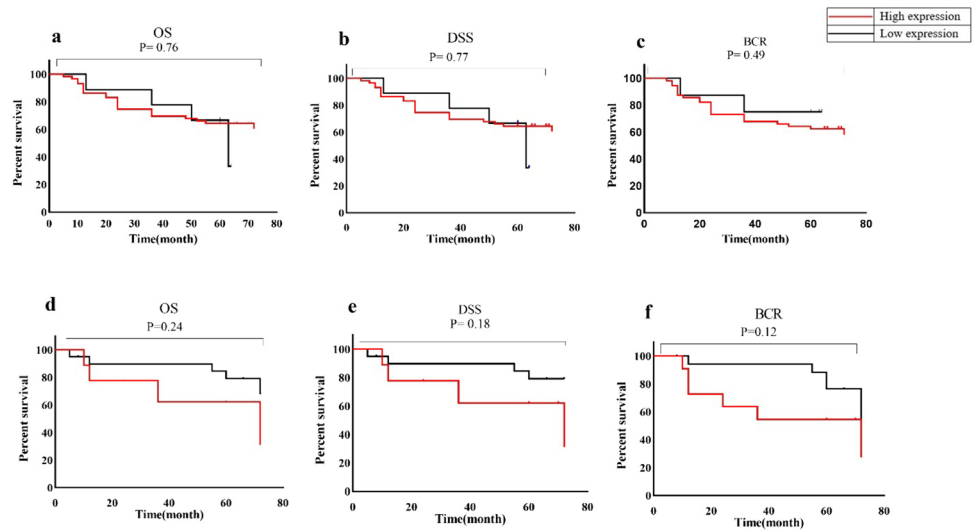 High expression
Low expression
a
OS
P= 0.76
Percent survival
100
80
60
40
20
0
0 10 20 30 40 50 60 70 80
Time(month)
b
DSS
P = 0.77
Percent survival
100
80
60
40
20
0
0 20 40 60 80
Time(month)
c
BCR
P = 0.49
Percent survival
100
80
60
40
20
0
0 20 40 60 80
Time(month)
d
OS
P=0.24
Percent survival
100
80
60
40
20
0
0 20 40 60 80
Time(month)
e
DSS
P= 0.18
Percent survival
100
80
60
40
20
0
0 20 40 60 80
Time(month)
f
BCR
P=0.12
Percent survival
100
80
60
40
20
0
0 20 40 60 80
Time(month)